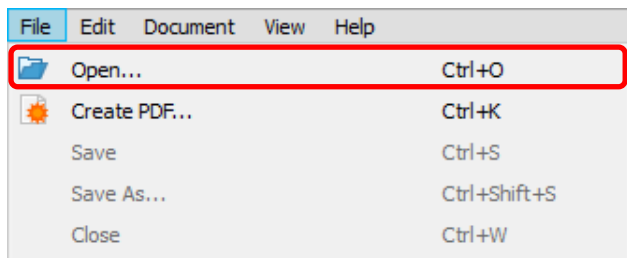 File Edit Document View Help
Open... Ctrl+O
Create PDF... Ctrl+K
Save Ctrl+S
Save As... Ctrl+Shift+S
Close Ctrl+W